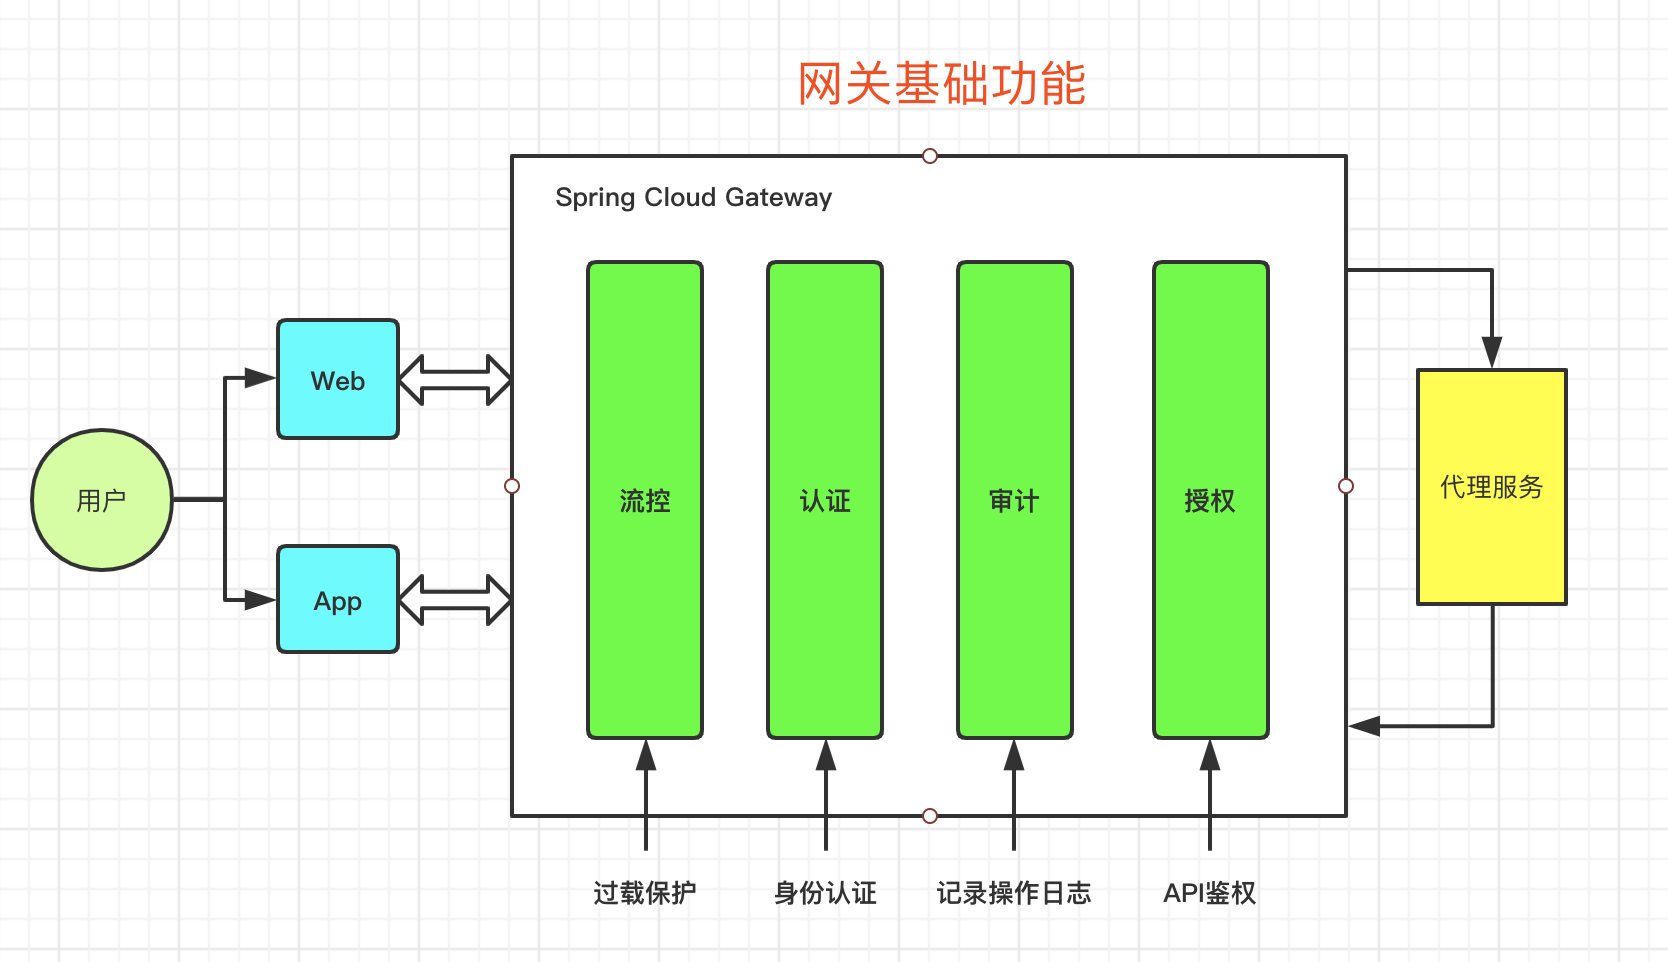 网关基础功能
Spring Cloud Gateway
Web
用户
App
流控
认证
审计
授权
代理服务
过载保护
身份认证
记录操作日志
API鉴权